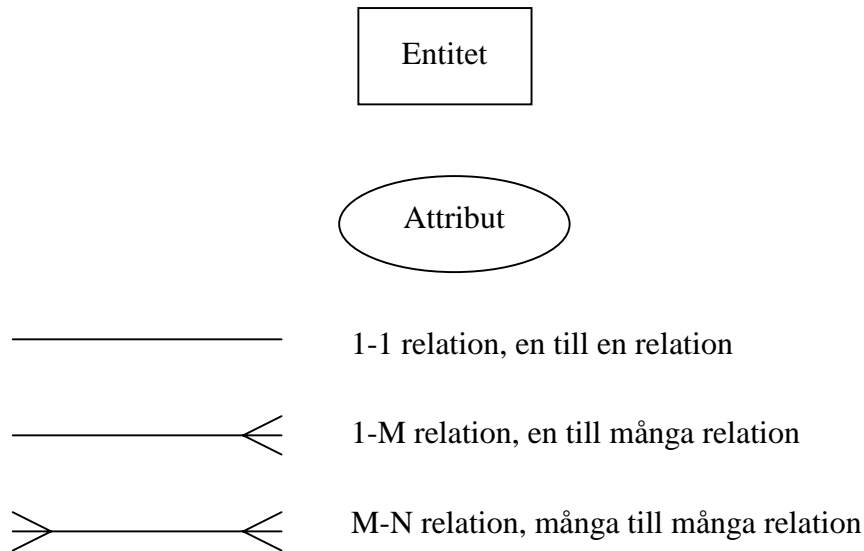 Entitet
Attribut
1-1 relation, en till en relation
1-M relation, en till många relation
M-N relation, många till många relation